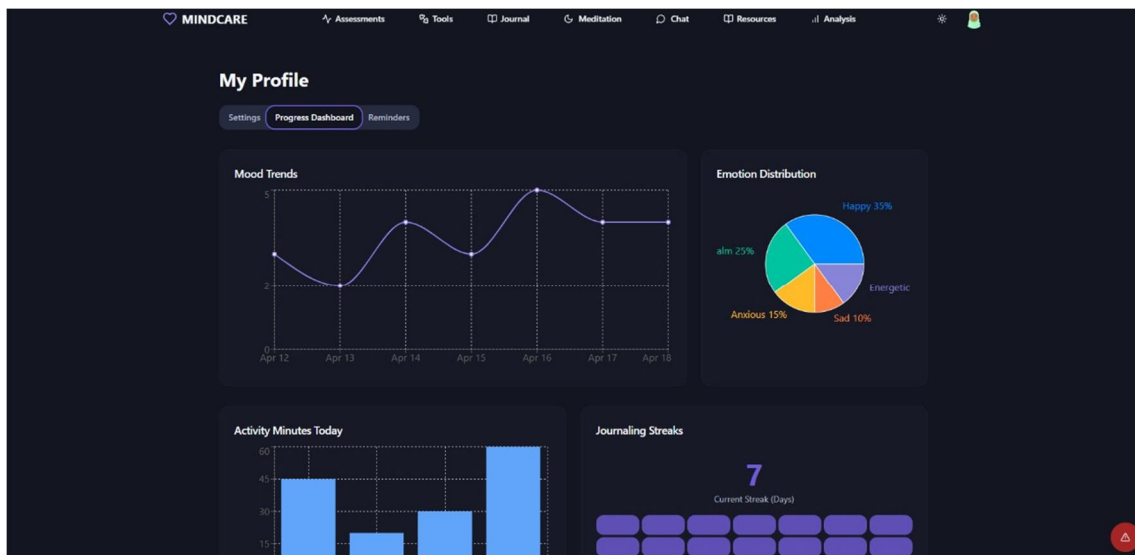 MINDCARE
Assessments
Tools
Journal
Meditation
Chat
Resources
Analysis
My Profile
Settings
Progress Dashboard
Reminders
Mood Trends
5
2
0
Apr 12
Apr 13
Apr 14
Apr 15
Apr 16
Apr 17
Apr 18
Emotion Distribution
Happy 35%
alm 25%
Energetic
Anxious 15%
Sad 10%
Activity Minutes Today
60
45
30
15
Journaling Streaks
7
Current Streak (Days)